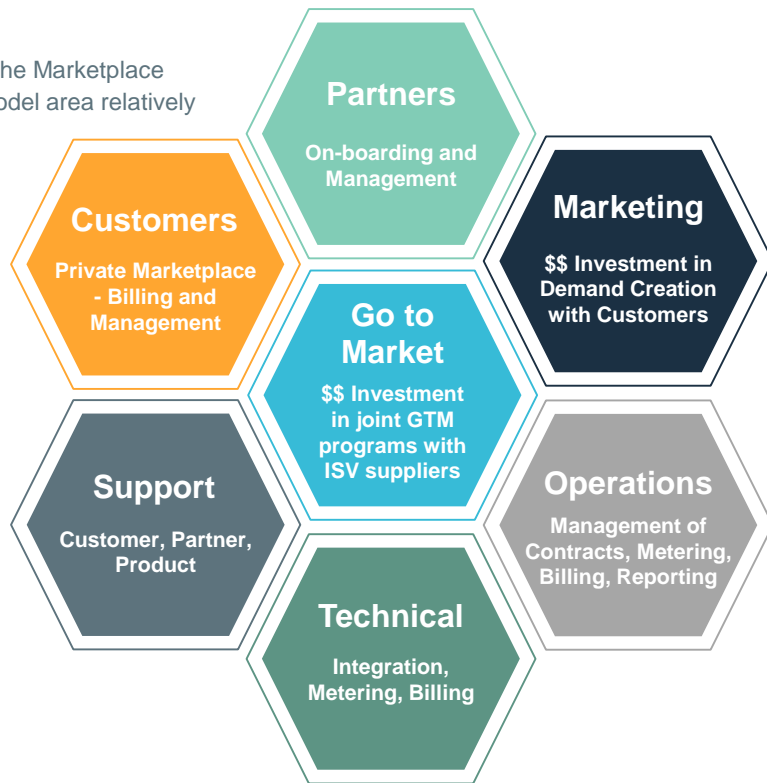 he Marketplace
odel area relatively
Partners
On-boarding and
Management
Customers
Private Marketplace
- Billing and
Management
Marketing
$$ Investment in
Demand Creation
with Customers
Go to
Market
$$ Investment
in joint GTM
programs with
ISV suppliers
Support
Customer, Partner,
Product
Operations
Management of
Contracts, Metering,
Billing, Reporting
Technical
Integration,
Metering, Billing